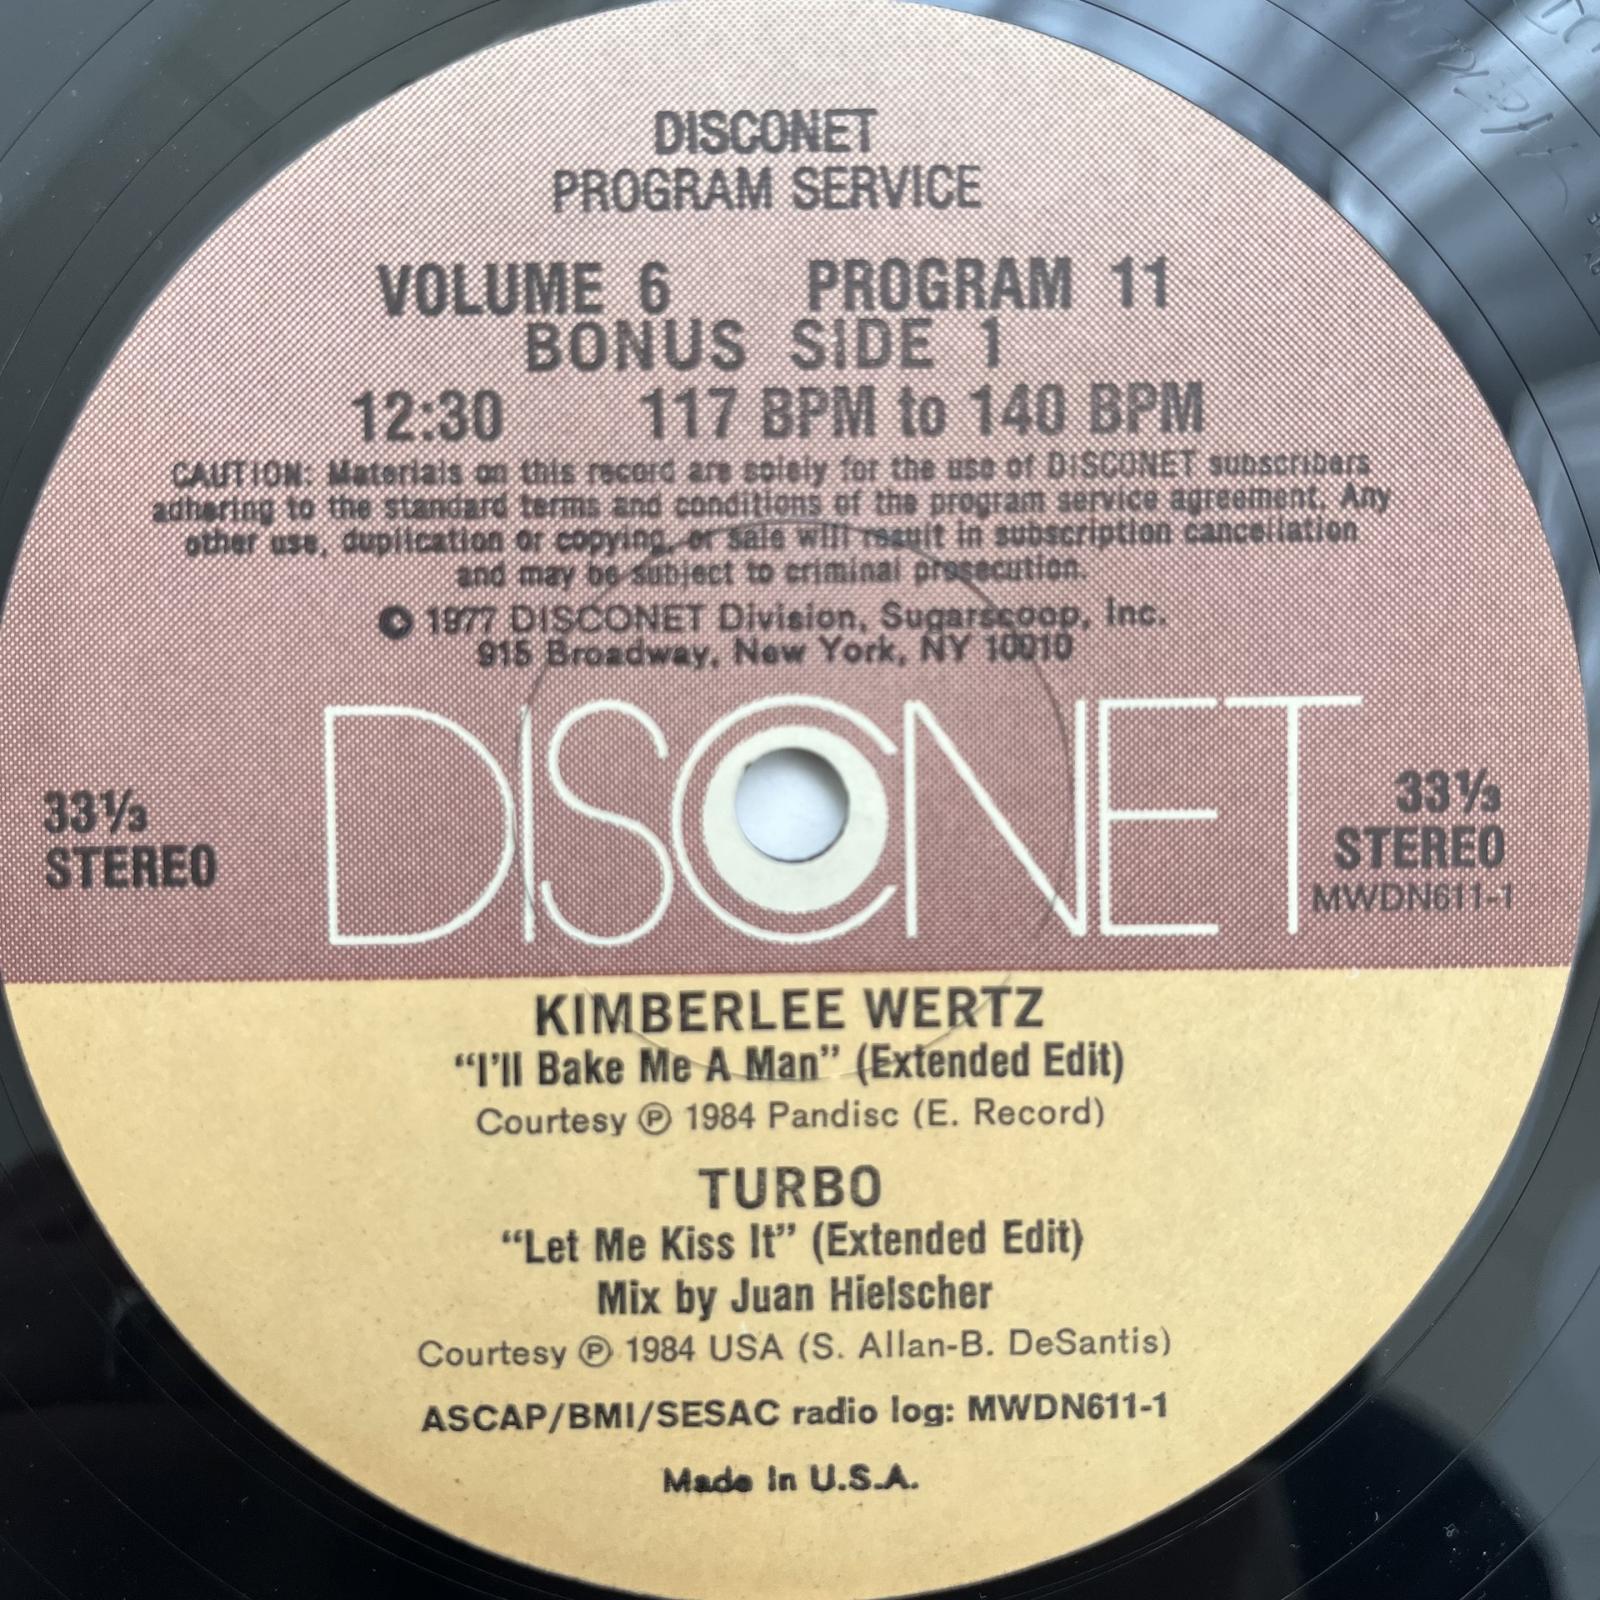 DISCONET
PROGRAM SERVICE
VOLUME 6 PROGRAM 11
BONUS SIDE 1
12:30 117 BPM to 140 BPM
CAUTION: Materials on this record are solely for the use of DISCONET subscribers
adhering to the standard terms and conditions of the program service agreement. Any
other use, duplication or copying, or sale will result in subscription cancellation
and may be subject to criminal prosecution.
© 1977 DISCONET Division, Sugarscoop, Inc.
915 Broadway, New York, NY 10010
DISCONET
33⅓
STEREO
33⅓
STEREO
MWDN611-1
KIMBERLEE WERTZ
“I’ll Bake Me A Man” (Extended Edit)
Courtesy ℗ 1984 Pandisc (E. Record)
TURBO
“Let Me Kiss It” (Extended Edit)
Mix by Juan Hielscher
Courtesy ℗ 1984 USA (S. Allan-B. DeSantis)
ASCAP/BMI/SESAC radio log: MWDN611-1
Made In U.S.A.